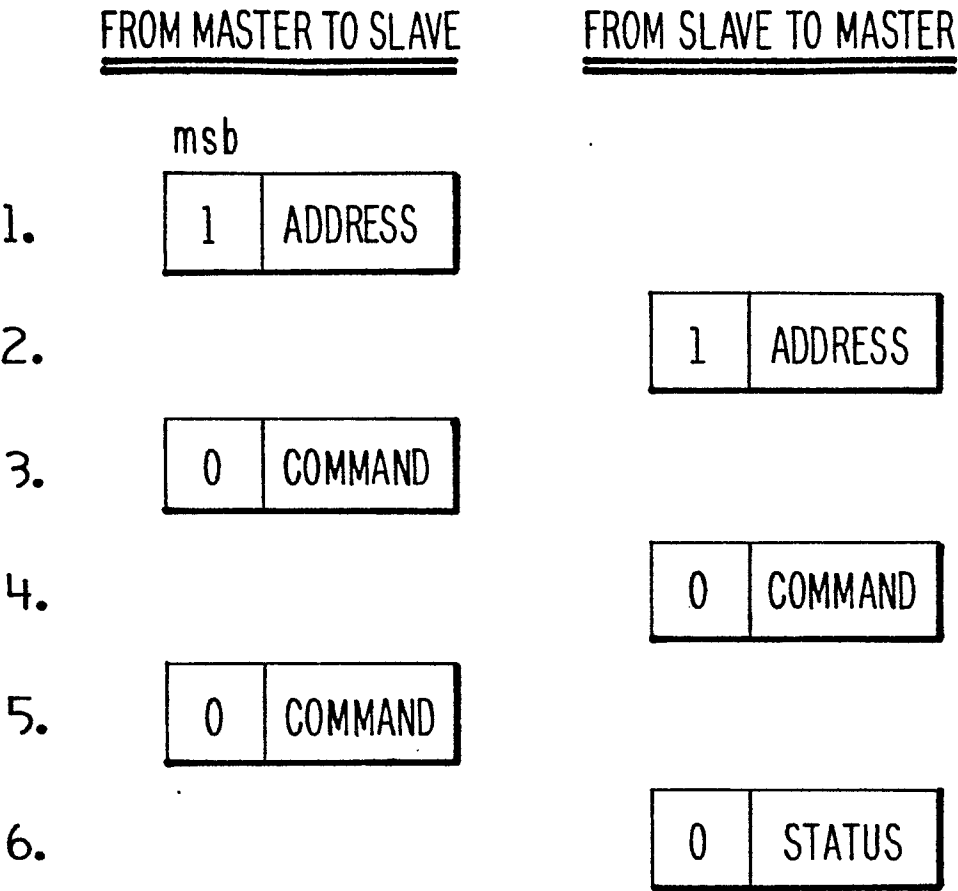 FROM MASTER TO SLAVE FROM SLAVE TO MASTER
msb
1. 1 ADDRESS
2. 1 ADDRESS
3. 0 COMMAND
4. 0 COMMAND
5. 0 COMMAND
6. 0 STATUS